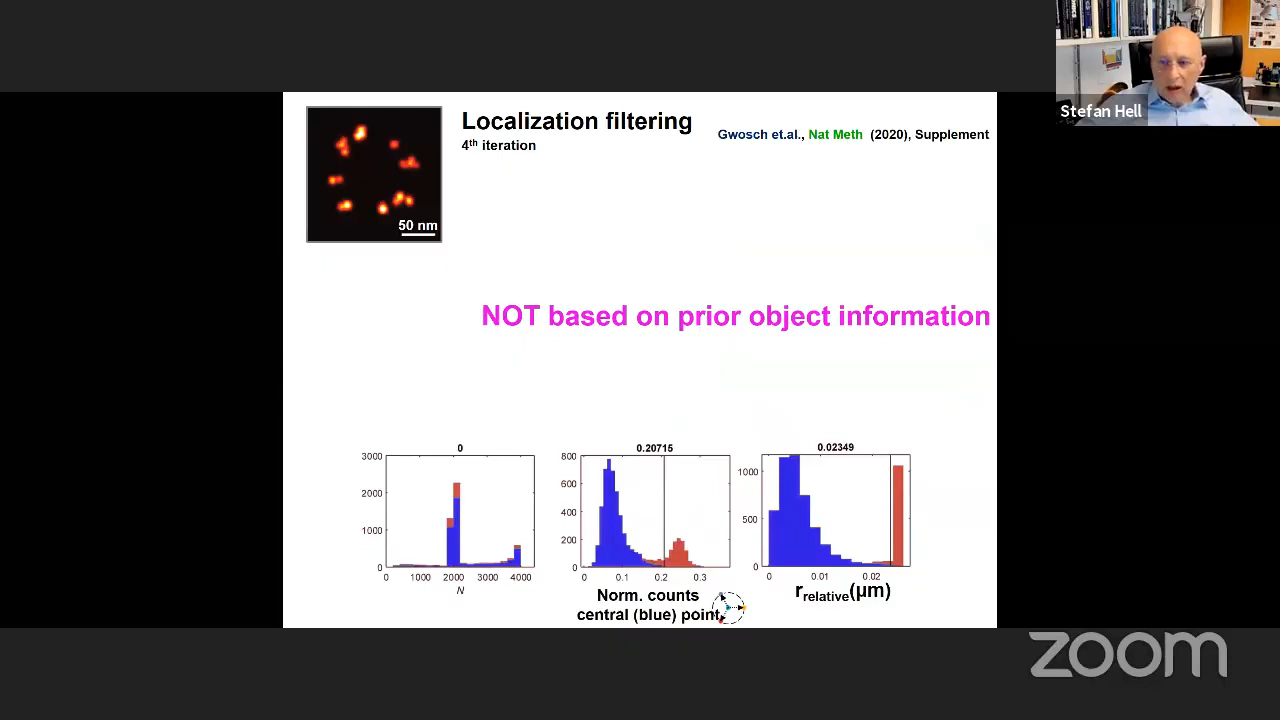 Stefan Hell
Localization filtering
4th iteration
Gwosch et.al., Nat Meth (2020), Supplement
50 nm
NOT based on prior object information
0
3000
2000
1000
0
0 1000 2000 3000 4000
N
0.20715
800
600
400
200
0
0 0.1 0.2 0.3
Norm. counts
central (blue) point
0.02349
1000
500
0
0 0.01 0.02
rrelative(μm)
zoom